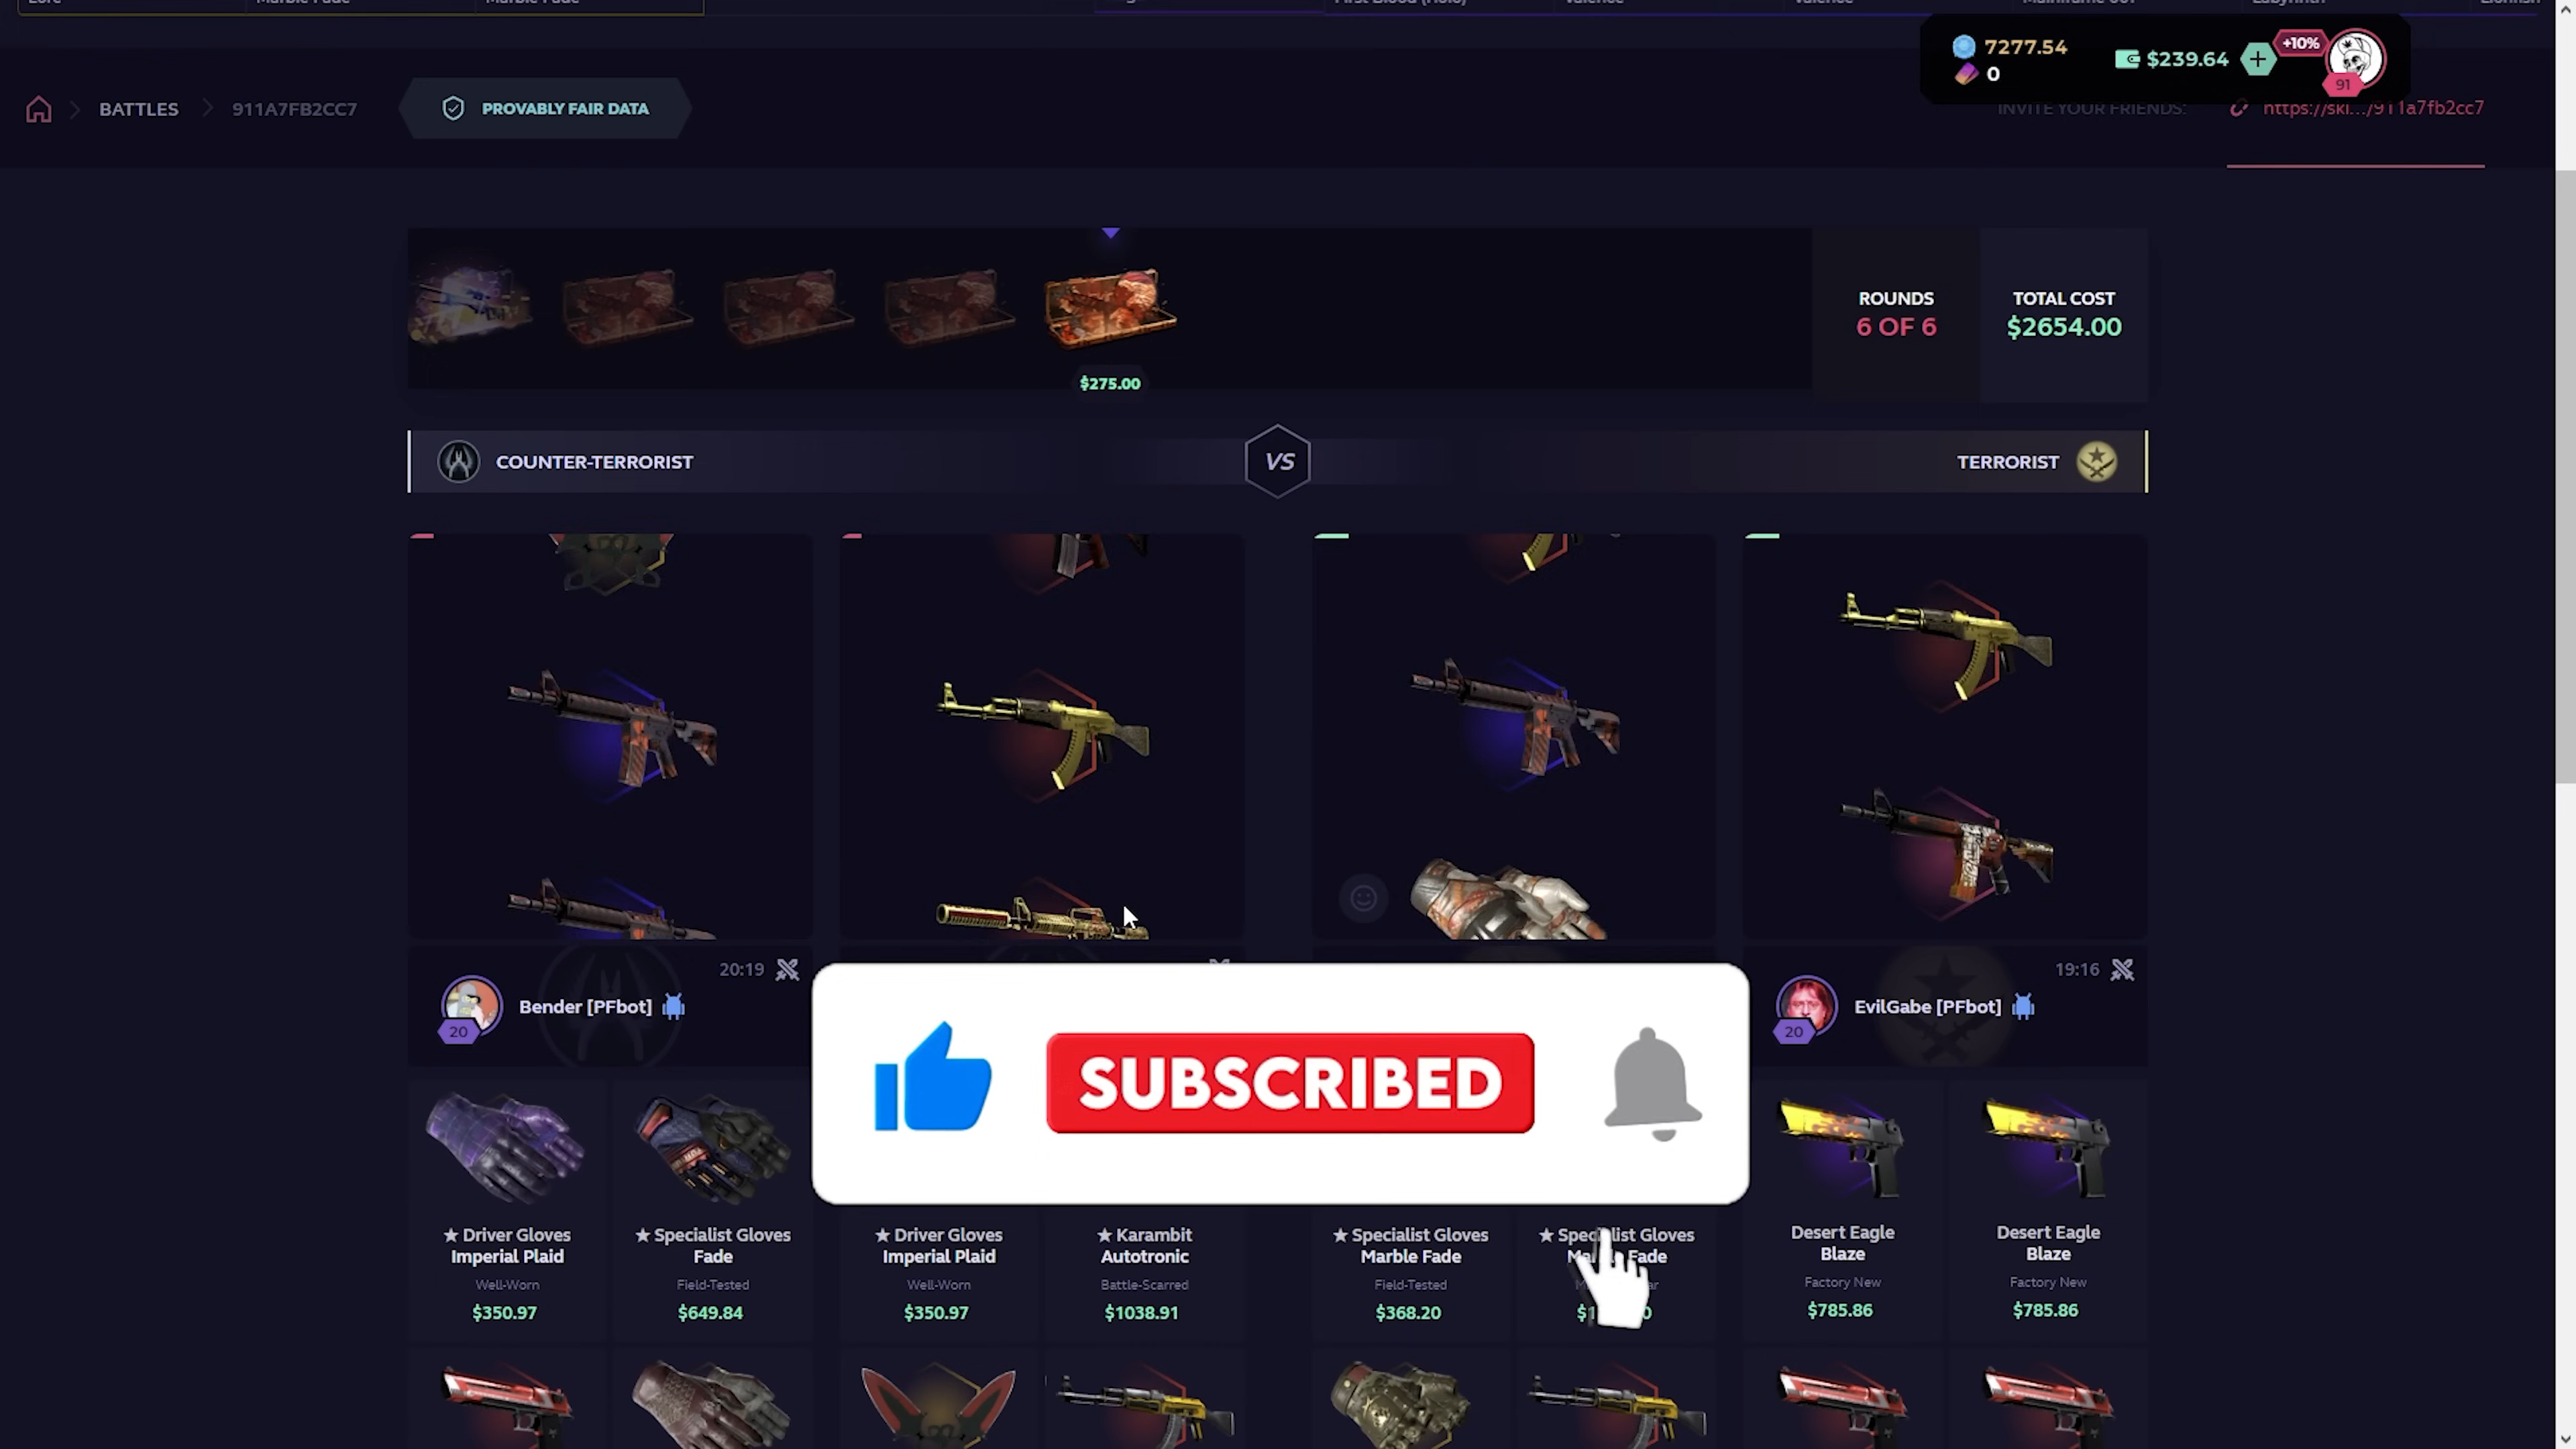 7277.54
0
$239.64
+10%
91
BATTLES
911A7FB2CC7
PROVABLY FAIR DATA
INVITE YOUR FRIENDS:
https://ski.../911a7fb2cc7
ROUNDS
6 OF 6
TOTAL COST
$2654.00
$275.00
COUNTER-TERRORIST
VS
TERRORIST
20:19
Bender [PFbot]
20
19:16
EvilGabe [PFbot]
20
SUBSCRIBED
★ Driver Gloves
Imperial Plaid
Well-Worn
$350.97
★ Specialist Gloves
Fade
Field-Tested
$649.84
★ Driver Gloves
Imperial Plaid
Well-Worn
$350.97
★ Karambit
Autotronic
Battle-Scarred
$1038.91
★ Specialist Gloves
Marble Fade
Field-Tested
$368.20
★ Specialist Gloves
Fade
Desert Eagle
Blaze
Factory New
$785.86
Desert Eagle
Blaze
Factory New
$785.86